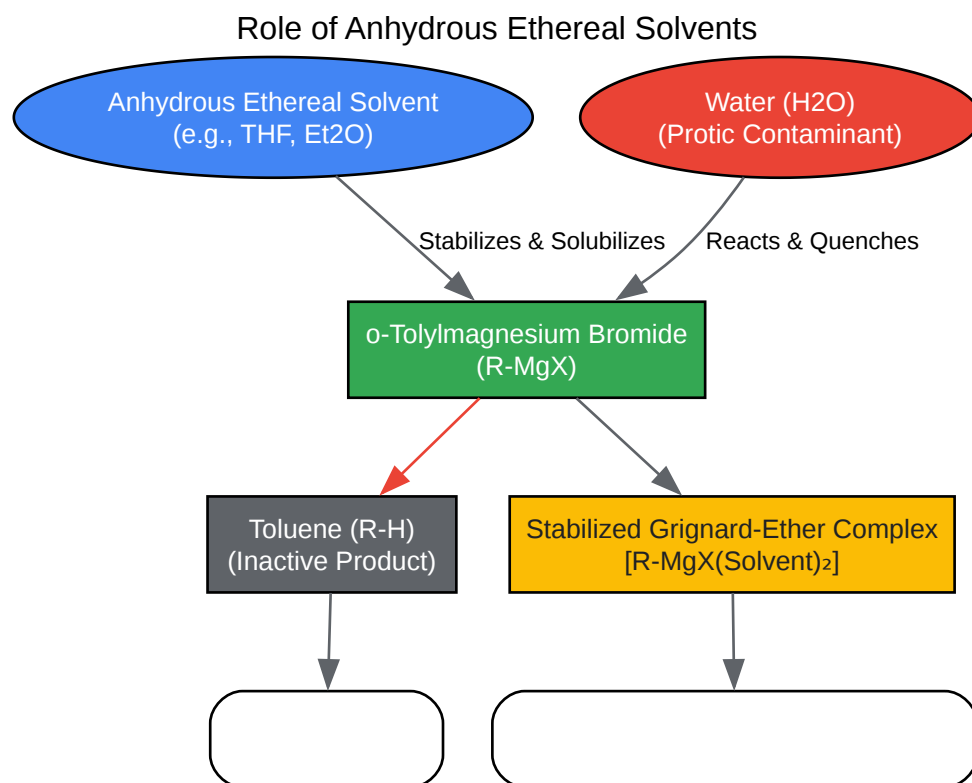 Role of Anhydrous Ethereal Solvents
Anhydrous Ethereal Solvent
(e.g., THF, Et2O)
Water (H2O)
(Protic Contaminant)
Stabilizes & Solubilizes
Reacts & Quenches
o-Tolylmagnesium Bromide
(R-MgX)
Toluene (R-H)
(Inactive Product)
Stabilized Grignard-Ether Complex
[R-MgX(Solvent)₂]